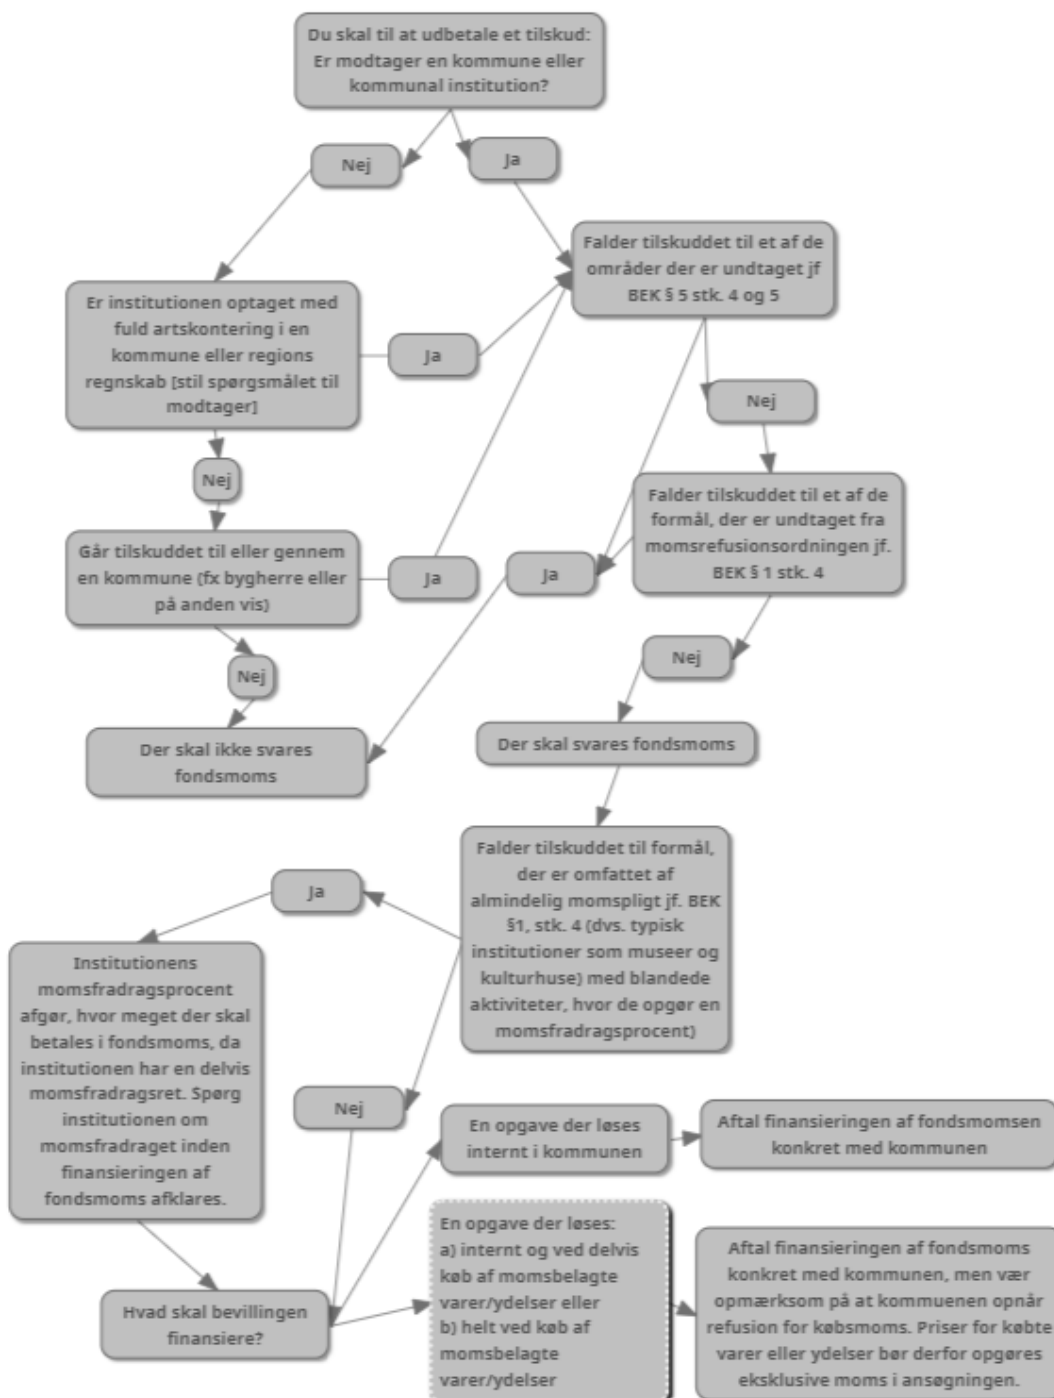 Du skal til at udbetale et tilskud:
Er modtager en kommune eller
kommunal institution?
Nej
Ja
Falder tilskuddet til et af de
områder der er undtaget jf
BEK § 5 stk. 4 og 5
Er institutionen optaget med
fuld artskontering i en
kommune eller regions
regnskab [stil spørgsmålet til
modtager]
Ja
Nej
Nej
Falder tilskuddet til et af de
formål, der er undtaget fra
momsrefusionsordningen jf.
BEK § 1 stk. 4
Går tilskuddet til eller gennem
en kommune (fx bygherre eller
på anden vis)
Ja
Ja
Nej
Nej
Der skal ikke svares
fondsmoms
Der skal svares fondsmoms
Falder tilskuddet til formål,
der er omfattet af
almindelig momspligt jf. BEK
§1, stk. 4 (dvs. typisk
institutioner som museer og
kulturhuse) med blandede
aktiviteter, hvor de opgør en
momsfradragsprocent)
Ja
Institutionens
momsfradragsprocent
afgør, hvor meget der skal
betales i fondsmoms, da
institutionen har en delvis
momsfradragsret. Spørg
institutionen om
momsfradraget inden
finansieringen af
fondsmoms afklares.
Nej
En opgave der løses
internt i kommunen
Aftal finansieringen af fondsmomsen
konkret med kommunen
Hvad skal bevillingen
finansiere?
En opgave der løses:
a) internt og ved delvis
køb af momsbelagte
varer/ydelser eller
b) helt ved køb af
momsbelagte
varer/ydelser
Aftal finansieringen af fondsmoms
konkret med kommunen, men vær
opmærksom på at kommuenen opnår
refusion for købsmoms. Priser for købte
varer eller ydelser bør derfor opgøres
eksklusive moms i ansøgningen.